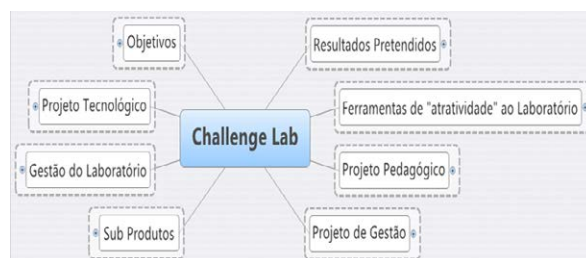 Objetivos
Resultados Pretendidos
Projeto Tecnológico
Ferramentas de "atratividade" ao Laboratório
Challenge Lab
Gestão do Laboratório
Projeto Pedagógico
Sub Produtos
Projeto de Gestão